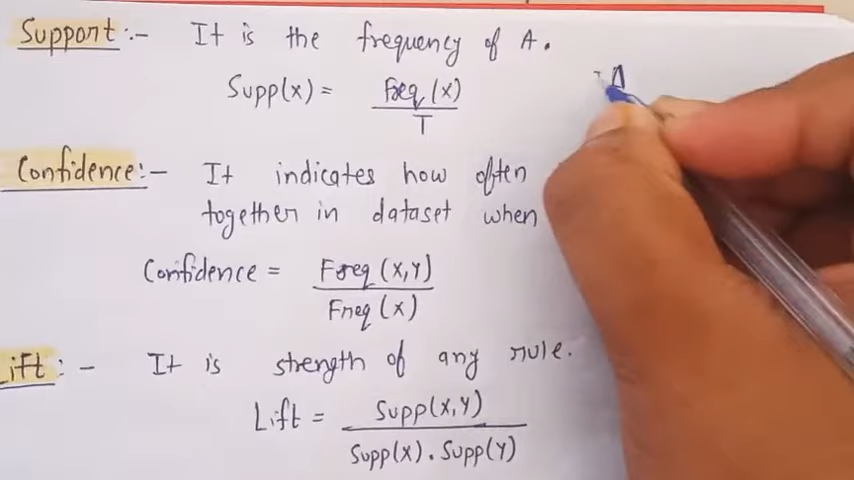 Support :- It is the frequency of A.
Supp(x) = Freq(x)
T
Confidence :- It indicates how often
together in dataset when
Confidence = Freq(x,y)
Freq(x)
Lift :- It is strength of any rule.
Lift = Supp(x,y)
Supp(x) . Supp(y)